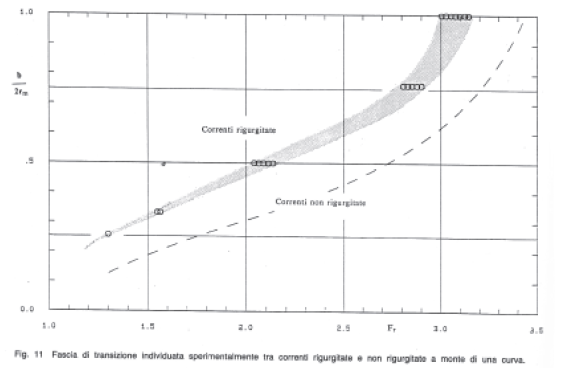 1.0
b
2rm
.5
0.0
Correnti rigurgitate
Correnti non rigurgitate
1.0 1.5 2.0 2.5 Fr 3.0 3.5
Fig. 11 Fascia di transizione individuata sperimentalmente tra correnti rigurgitate e non rigurgitate a monte di una curva.